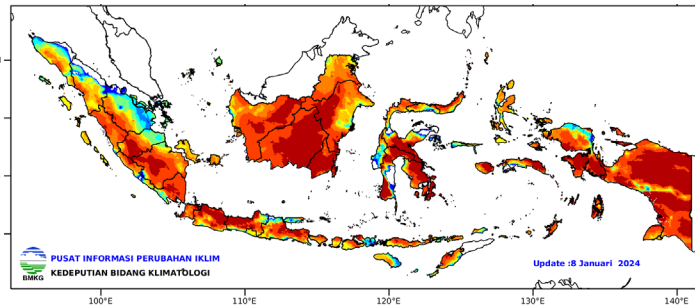 PUSAT INFORMASI PERUBAHAN IKLIM
KEDEPUTIAN BIDANG KLIMATOLOGI
BMKG
Update :8 Januari 2024
100°E
110°E
120°E
130°E
140°E